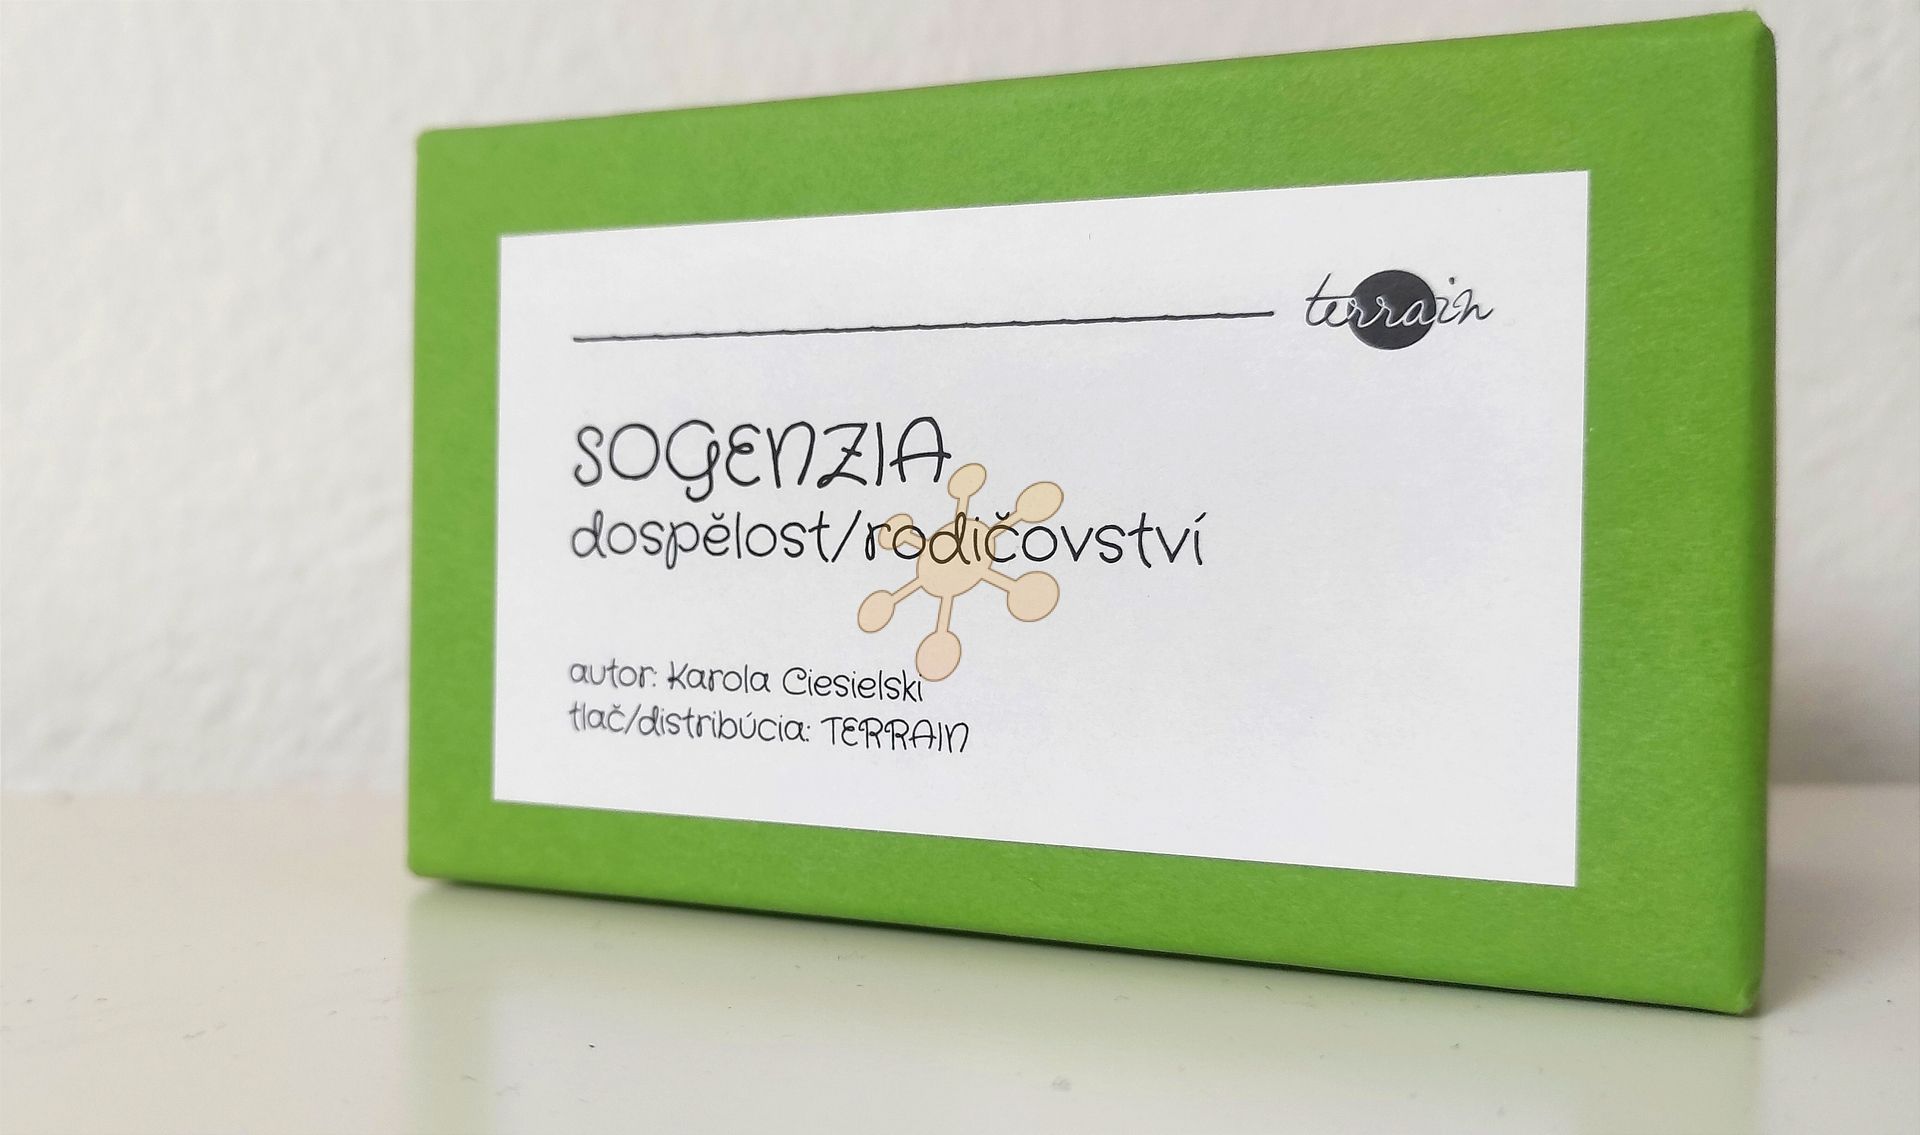 terrain
SOGENZIA
dospělost/rodičovství
autor: Karola Ciesielski
tlač/distribúcia: TERRAIN